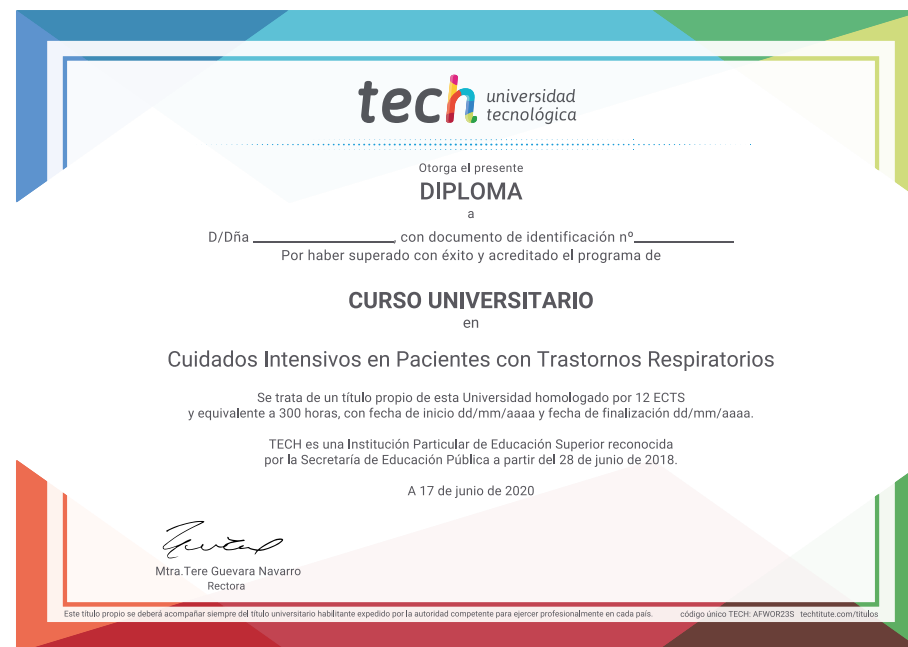 tech universidad
tecnológica
Otorga el presente
DIPLOMA
a
D/Dña ____________, con documento de identificación nº____________
Por haber superado con éxito y acreditado el programa de
CURSO UNIVERSITARIO
en
Cuidados Intensivos en Pacientes con Trastornos Respiratorios
Se trata de un título propio de esta Universidad homologado por 12 ECTS
y equivalente a 300 horas, con fecha de inicio dd/mm/aaaa y fecha de finalización dd/mm/aaaa.
TECH es una Institución Particular de Educación Superior reconocida
por la Secretaría de Educación Pública a partir del 28 de junio de 2018.
A 17 de junio de 2020
Mtra.Tere Guevara Navarro
Rectora
Este título propio se deberá acompañar siempre del título universitario habilitante expedido por la autoridad competente para ejercer profesionalmente en cada país. código único TECH: AFWOR23S techtitute.com/titulos